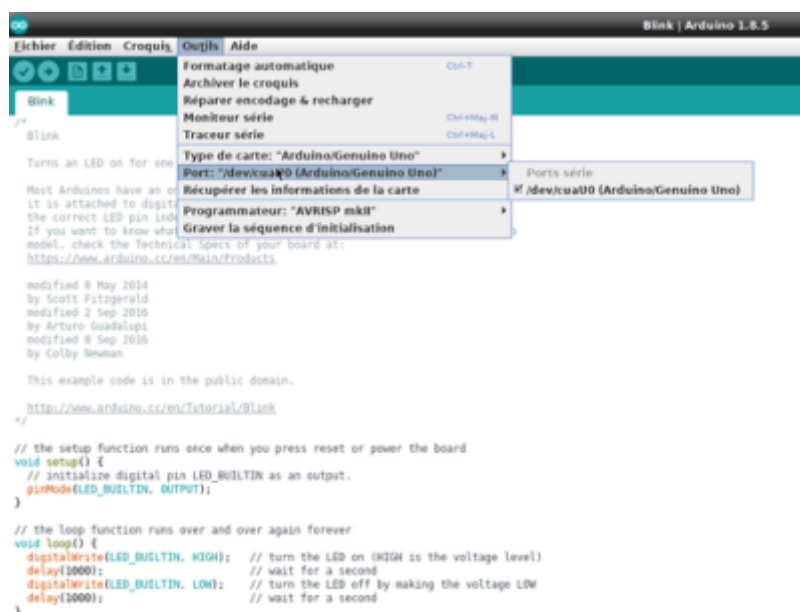 Blink | Arduino 1.8.5
Fichier Édition Croquis Outils Aide
Formatage automatique Ctrl-T
Archiver le croquis
Réparer encodage & recharger
Moniteur série Ctrl+Maj-M
Traceur série Ctrl+Maj-L
Type de carte: "Arduino/Genuino Uno"
Port: "/dev/cuaU0 (Arduino/Genuino Uno)"
Récupérer les informations de la carte
Programmateur: "AVRISP mkII"
Graver la séquence d'initialisation
Ports série
/dev/cuaU0 (Arduino/Genuino Uno)
Blink
/*
Blink
Turns an LED on for one
Most Arduinos have an
it is attached to
the correct LED pin
If you want to know
model, check the Technical Specs of your board at:
https://www.arduino.cc/en/Main/Products
modified 8 May 2014
by Scott Fitzgerald
modified 2 Sep 2016
by Arturo Guadalupi
modified 8 Sep 2016
by Colby Newman
This example code is in the public domain.
http://www.arduino.cc/en/Tutorial/Blink
*/
// the setup function runs once when you press reset or power the board
void setup() {
// initialize digital pin LED_BUILTIN as an output.
pinMode(LED_BUILTIN, OUTPUT);
}
// the loop function runs over and over again forever
void loop() {
digitalWrite(LED_BUILTIN, HIGH); // turn the LED on (HIGH is the voltage level)
delay(1000); // wait for a second
digitalWrite(LED_BUILTIN, LOW); // turn the LED off by making the voltage LOW
delay(1000); // wait for a second
}